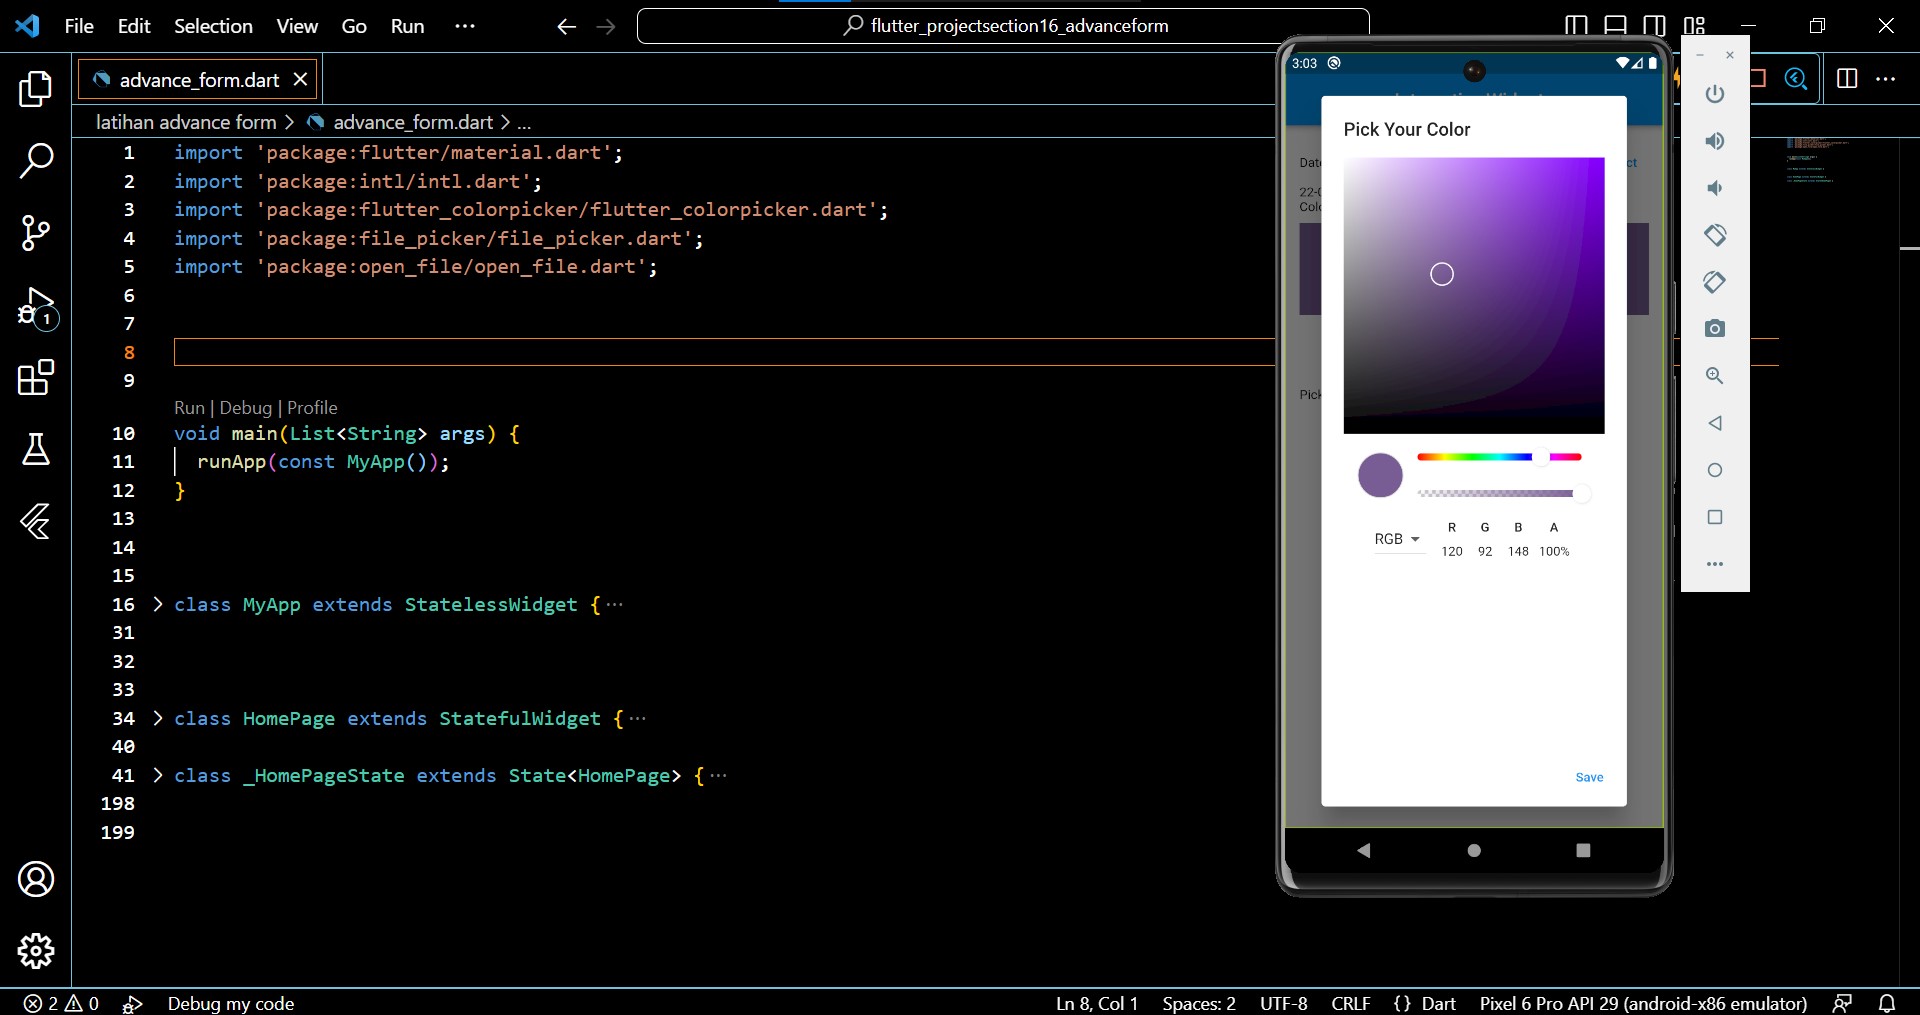 File Edit Selection View Go Run ···
flutter_projectsection16_advanceform
advance_form.dart
latihan advance form > advance_form.dart > ...
1 import 'package:flutter/material.dart';
2 import 'package:intl/intl.dart';
3 import 'package:flutter_colorpicker/flutter_colorpicker.dart';
4 import 'package:file_picker/file_picker.dart';
5 import 'package:open_file/open_file.dart';
6
7
8
9
Run | Debug | Profile
10 void main(List<String> args) {
11 runApp(const MyApp());
12 }
13
14
15
16 class MyApp extends StatelessWidget {···
31
32
33
34 class HomePage extends StatefulWidget {···
40
41 class _HomePageState extends State<HomePage> {···
198
199
1
3:03
Pick Your Color
RGB
R G B A
120 92 148 100%
Save
2 0 Debug my code
Ln 8, Col 1 Spaces: 2 UTF-8 CRLF {} Dart Pixel 6 Pro API 29 (android-x86 emulator)